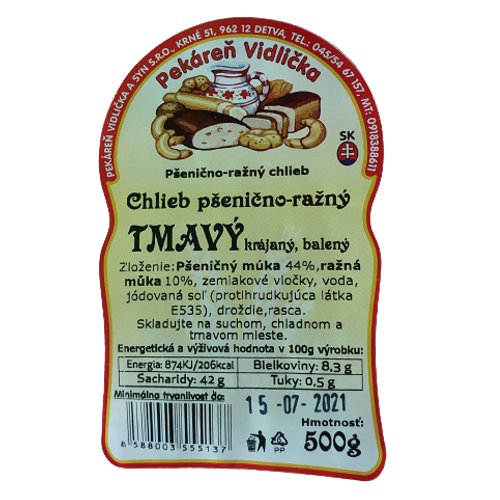 PEKÁREŇ VIDLIČKA A SYN S.R.O., KRNÉ 51, 962 12 DETVA, TEL.: 045/54 67 157, MT: 0918388611
Pekáreň Vidlička
SK
Pšenično-ražný chlieb
Chlieb pšenično-ražný
TMAVÝ krájaný, balený
Zloženie:Pšeničný múka 44%,ražná
múka 10%, zemiakové vločky, voda,
jódovaná soľ (protihrudkujúca látka
E535), droždie,rasca.
Skladujte na suchom, chladnom a
tmavom mieste.
Energetická a výživová hodnota v 100g výrobku:
Energia: 874KJ/206kcal Bielkoviny: 8,3 g
Sacharidy: 42 g Tuky: 0,5 g
Minimálna trvanlivosť do: 15 -07- 2021
Hmotnosť:
500g
PP
8 588003 555137